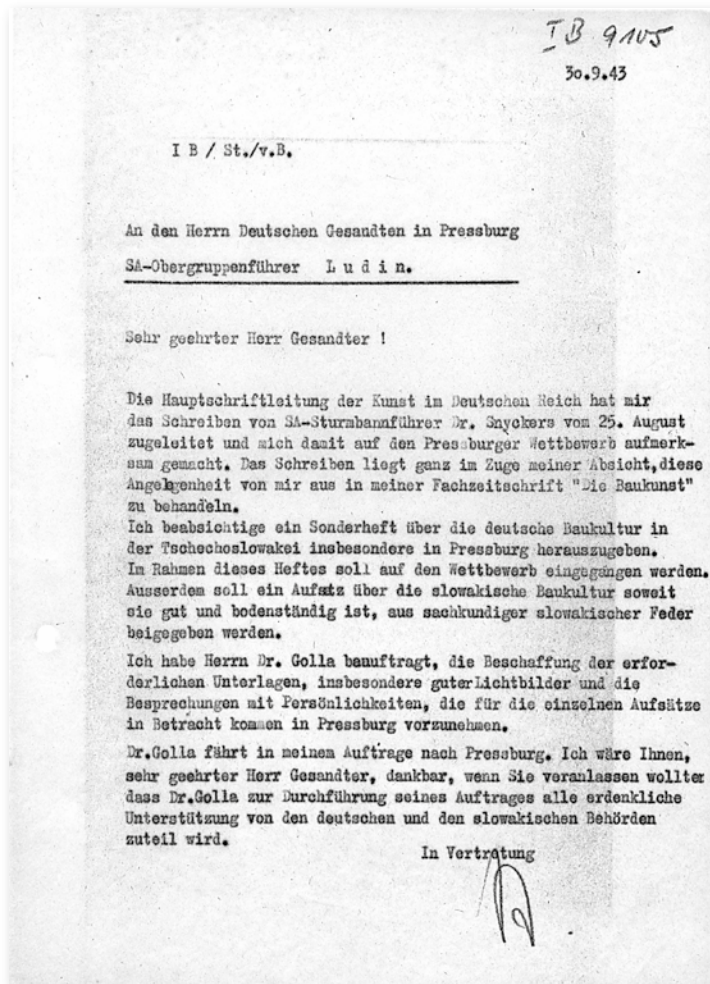 I B 9105
30.9.43
I B / St./v.B.
An den Herrn Deutschen Gesandten in Pressburg
SA-Obergruppenführer L u d i n.
Sehr geehrter Herr Gesandter !
Die Hauptschriftleitung der Kunst im Deutschen Reich hat mir
das Schreiben von SA-Sturmbannführer Dr. Snyckers vom 25. August
zugeleitet und mich damit auf den Pressburger Wettbewerb aufmerk-
sam gemacht. Das Schreiben liegt ganz im Zuge meiner Absicht,diese
Angelegenheit von mir aus in meiner Fachzeitschrift "Die Baukunst"
zu behandeln.
Ich beabsichtige ein Sonderheft über die deutsche Baukultur in
der Tschechoslowakei insbesondere in Pressburg herauszugeben.
Im Rahmen dieses Heftes soll auf den Wettbewerb eingegangen werden.
Ausserdem soll ein Aufsatz über die slowakische Baukultur soweit
sie gut und bodenständig ist, aus sachkundiger slowakischer Feder
beigegeben werden.
Ich habe Herrn Dr. Golla beauftragt, die Beschaffung der erfor-
derlichen Unterlagen, insbesondere guterLichtbilder und die
Besprechungen mit Persönlichkeiten, die für die einzelnen Aufsätze
in Betracht kommen in Pressburg vorzunehmen.
Dr.Golla fährt in meinem Auftrage nach Pressburg. Ich wäre Ihnen,
sehr geehrter Herr Gesandter, dankbar, wenn Sie veranlassen wollten
dass Dr.Golla zur Durchführung seines Auftrages alle erdenkliche
Unterstützung von den deutschen und den slowakischen Behörden
zuteil wird.
In Vertretung